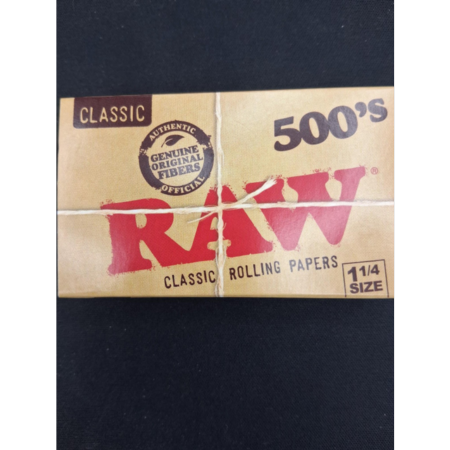 CLASSIC
500's
AUTHENTIC
GENUINE
ORIGINAL
FIBERS
OFFICIAL
RAW®
CLASSIC ROLLING PAPERS
1 1/4
SIZE